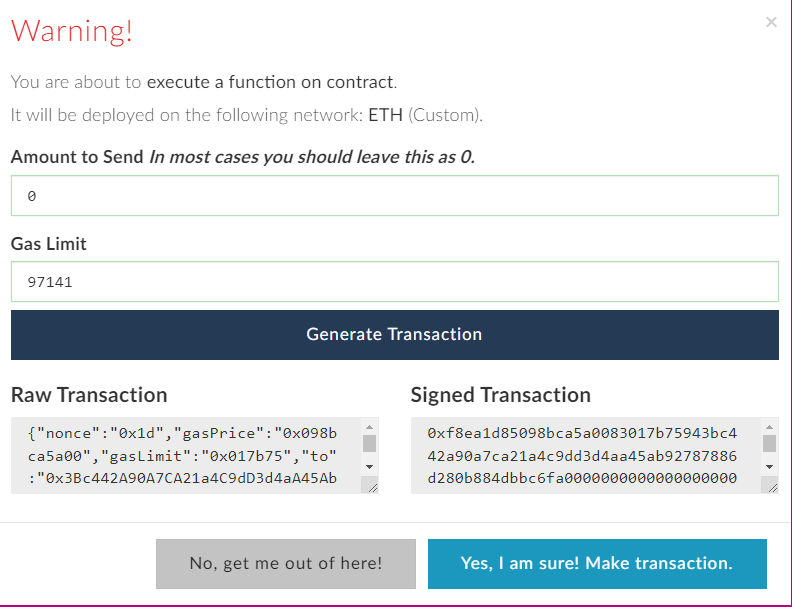 Warning!
×
You are about to execute a function on contract.
It will be deployed on the following network: ETH (Custom).
Amount to Send In most cases you should leave this as 0.
0
Gas Limit
97141
Generate Transaction
Raw Transaction
{"nonce":"0x1d","gasPrice":"0x098b
ca5a00","gasLimit":"0x017b75","to"
:"0x3Bc442A90A7CA21a4C9dD3d4aA45Ab
Signed Transaction
0xf8ea1d85098bca5a0083017b75943bc4
42a90a7ca21a4c9dd3d4aa45ab92787886
d280b884dbbc6fa0000000000000000000
No, get me out of here!
Yes, I am sure! Make transaction.